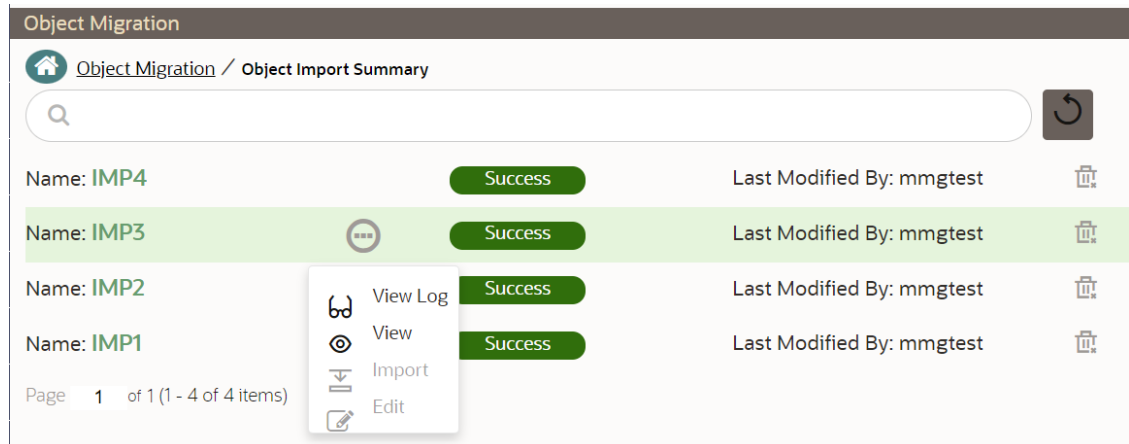 Object Migration
Object Migration / Object Import Summary
Name: IMP4 Success Last Modified By: mmgtest
Name: IMP3 Success Last Modified By: mmgtest
Name: IMP2 Success Last Modified By: mmgtest
Name: IMP1 Success Last Modified By: mmgtest
View Log
View
Import
Edit
Page 1 of 1 (1 - 4 of 4 items)